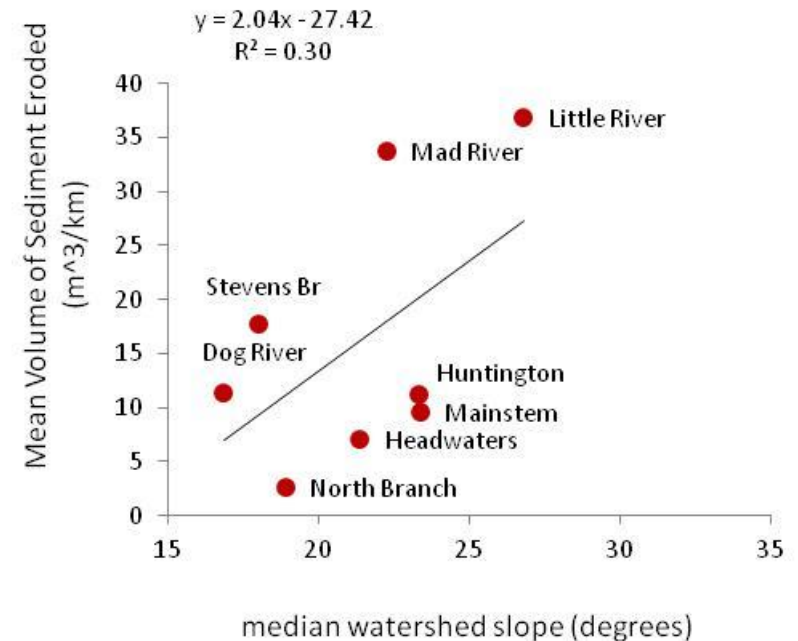 y = 2.04x - 27.42
R² = 0.30
Mean Volume of Sediment Eroded
(m^3/km)
40
35
30
25
20
15
10
5
0
Little River
Mad River
Stevens Br
Dog River
Huntington
Mainstem
Headwaters
North Branch
15 20 25 30 35
median watershed slope (degrees)